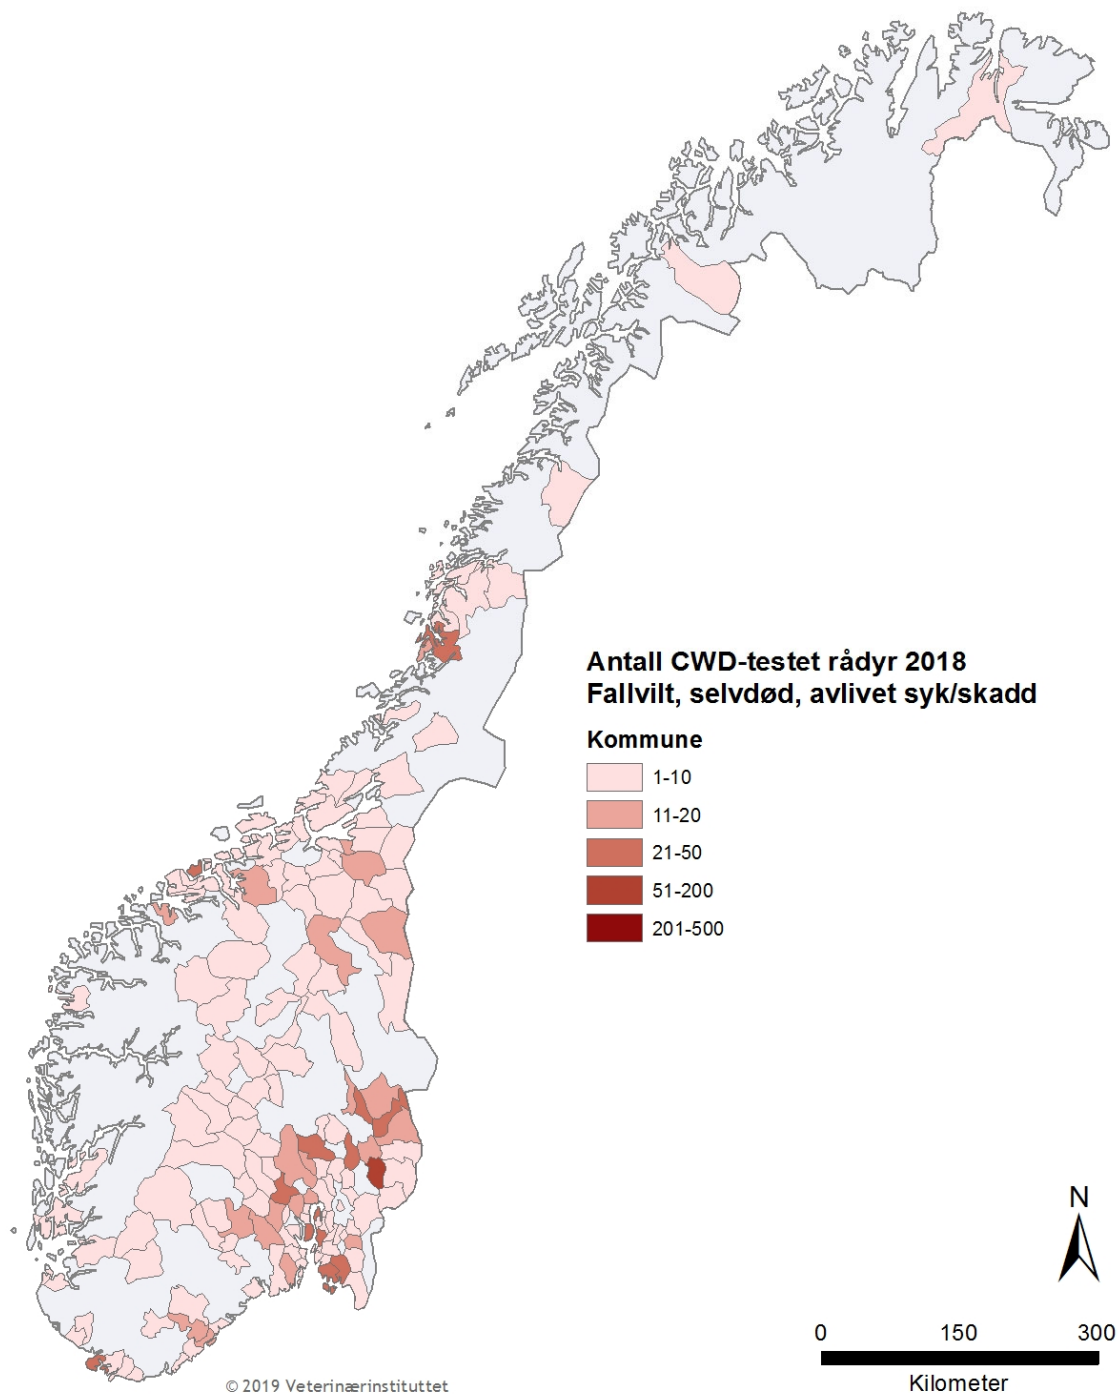 Antall CWD-testet rådyr 2018
Fallvilt, selvdød, avlivet syk/skadd
Kommune
1-10
11-20
21-50
51-200
201-500
N
0 150 300
Kilometer
© 2019 Veterinærinstituttet